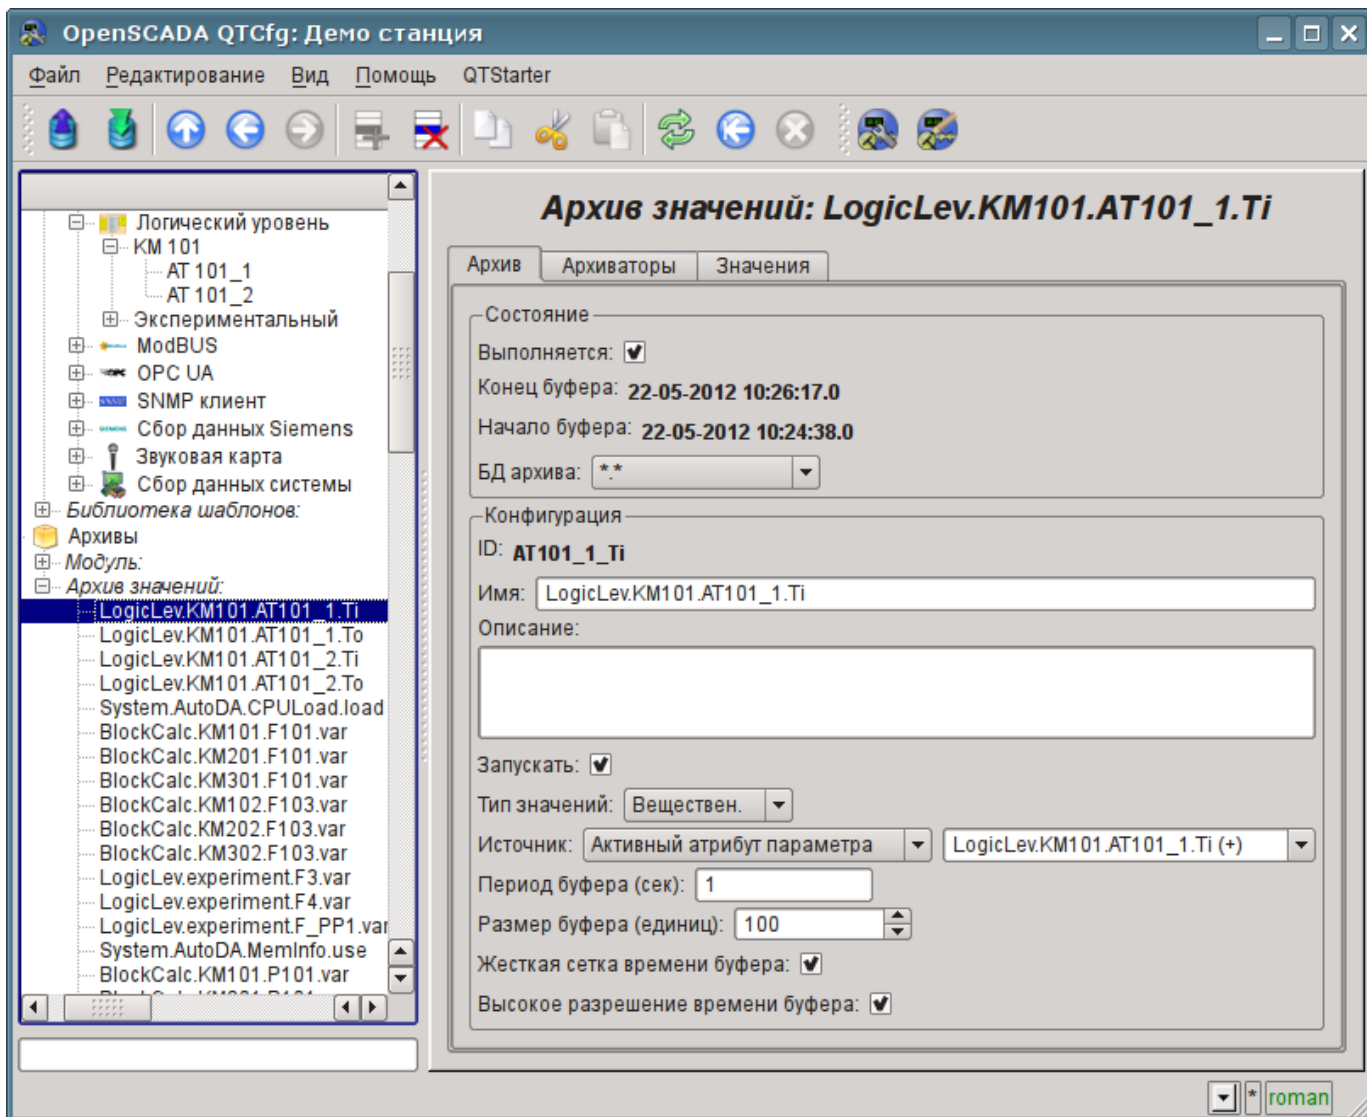 OpenSCADA QTCfg: Демо станция
Файл Редактирование Вид Помощь QTStarter
Логический уровень
KM 101
AT 101_1
AT 101_2
Экспериментальный
ModBUS
OPC UA
SNMP клиент
Сбор данных Siemens
Звуковая карта
Сбор данных системы
Библиотека шаблонов:
Архивы
Модуль:
Архив значений:
LogicLev.KM101.AT101_1.Ti
LogicLev.KM101.AT101_1.To
LogicLev.KM101.AT101_2.Ti
LogicLev.KM101.AT101_2.To
System.AutoDA.CPULoad.load
BlockCalc.KM101.F101.var
BlockCalc.KM201.F101.var
BlockCalc.KM301.F101.var
BlockCalc.KM102.F103.var
BlockCalc.KM202.F103.var
BlockCalc.KM302.F103.var
LogicLev.experiment.F3.var
LogicLev.experiment.F4.var
LogicLev.experiment.F_PP1.var
System.AutoDA.MemInfo.use
BlockCalc.KM101.P101.var
Архив значений: LogicLev.KM101.AT101_1.Ti
Архив Архиваторы Значения
Состояние
Выполняется:
Конец буфера: 22-05-2012 10:26:17.0
Начало буфера: 22-05-2012 10:24:38.0
БД архива: *.*
Конфигурация
ID: AT101_1_Ti
Имя: LogicLev.KM101.AT101_1.Ti
Описание:
Запускать:
Тип значений: Веществен.
Источник: Активный атрибут параметра LogicLev.KM101.AT101_1.Ti (+)
Период буфера (сек): 1
Размер буфера (единиц): 100
Жесткая сетка времени буфера:
Высокое разрешение времени буфера:
* roman